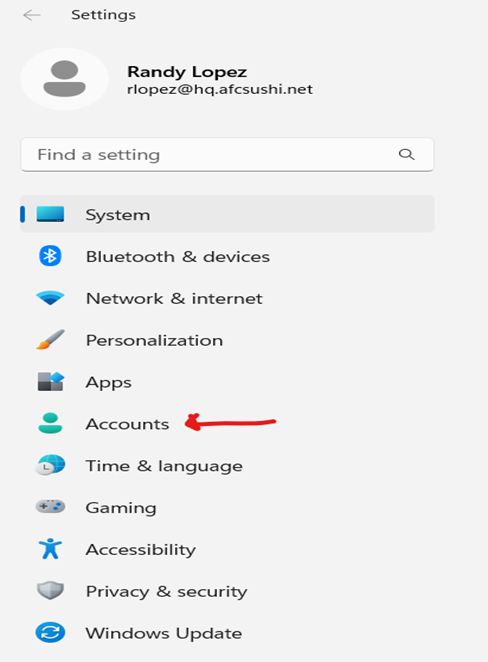 Settings
Randy Lopez
rlopez@hq.afcsushi.net
Find a setting
System
Bluetooth & devices
Network & internet
Personalization
Apps
Accounts
Time & language
Gaming
Accessibility
Privacy & security
Windows Update